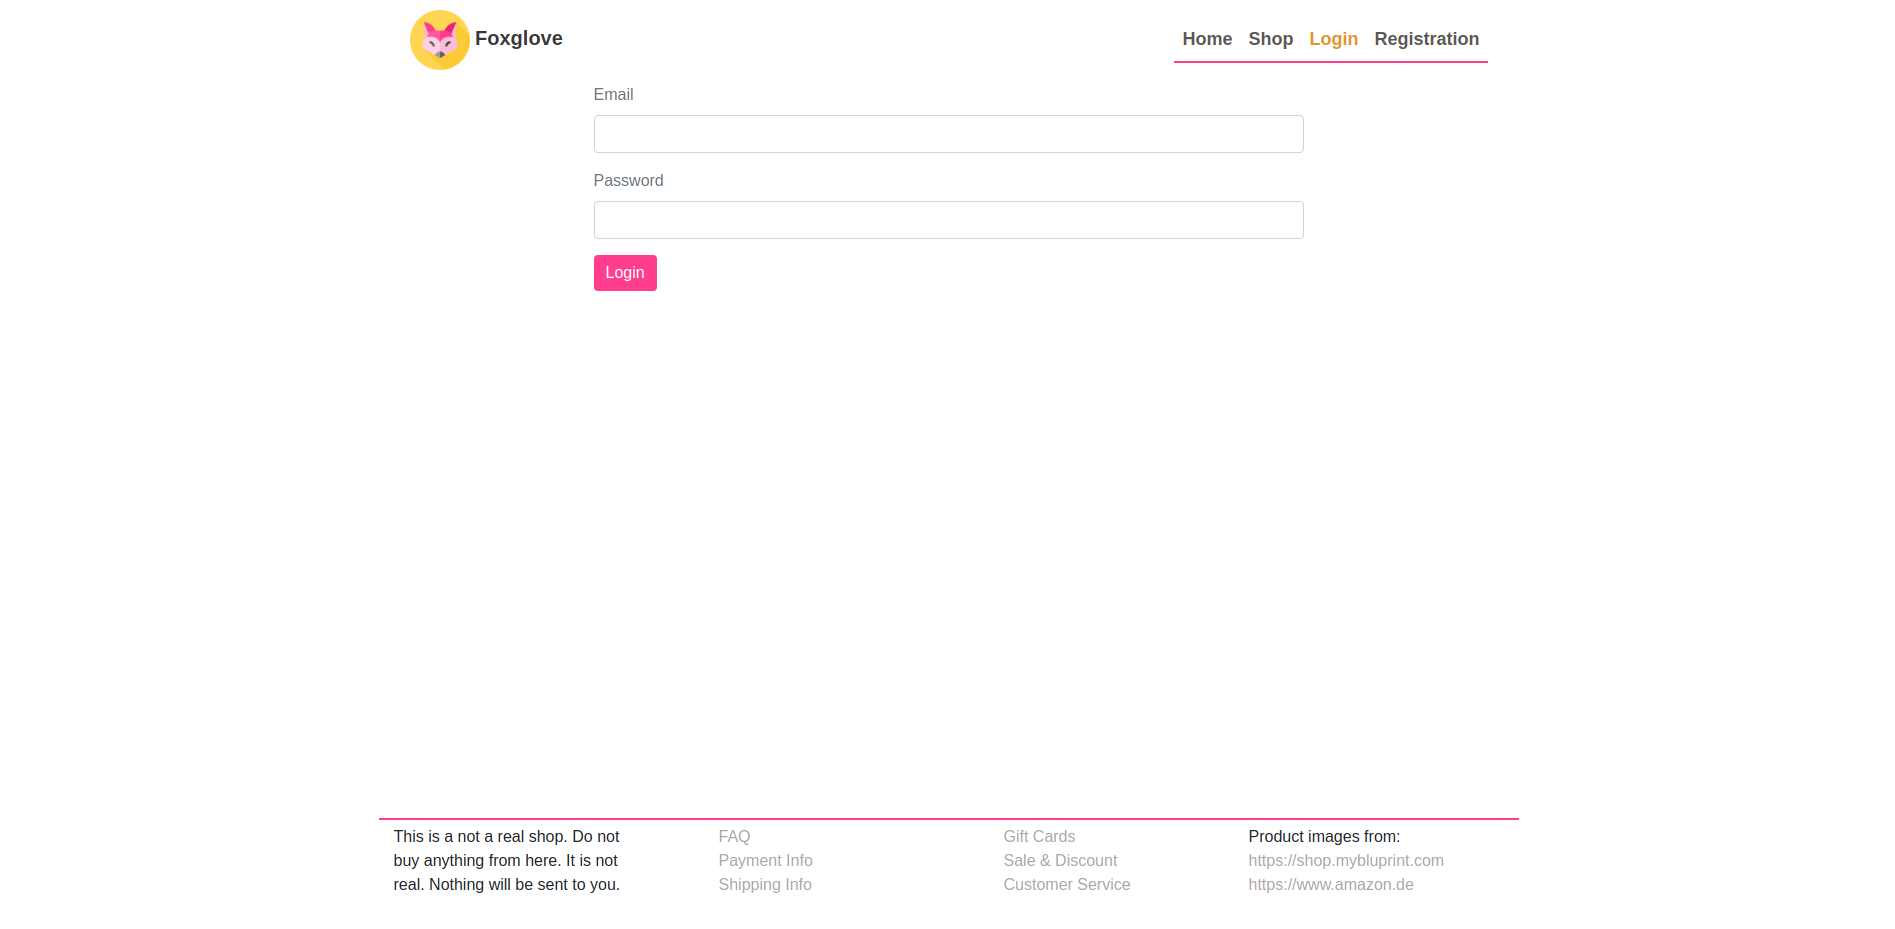 Foxglove
Home Shop Login Registration
Email
Password
Login
This is a not a real shop. Do not
buy anything from here. It is not
real. Nothing will be sent to you.
FAQ
Payment Info
Shipping Info
Gift Cards
Sale & Discount
Customer Service
Product images from:
https://shop.mybluprint.com
https://www.amazon.de